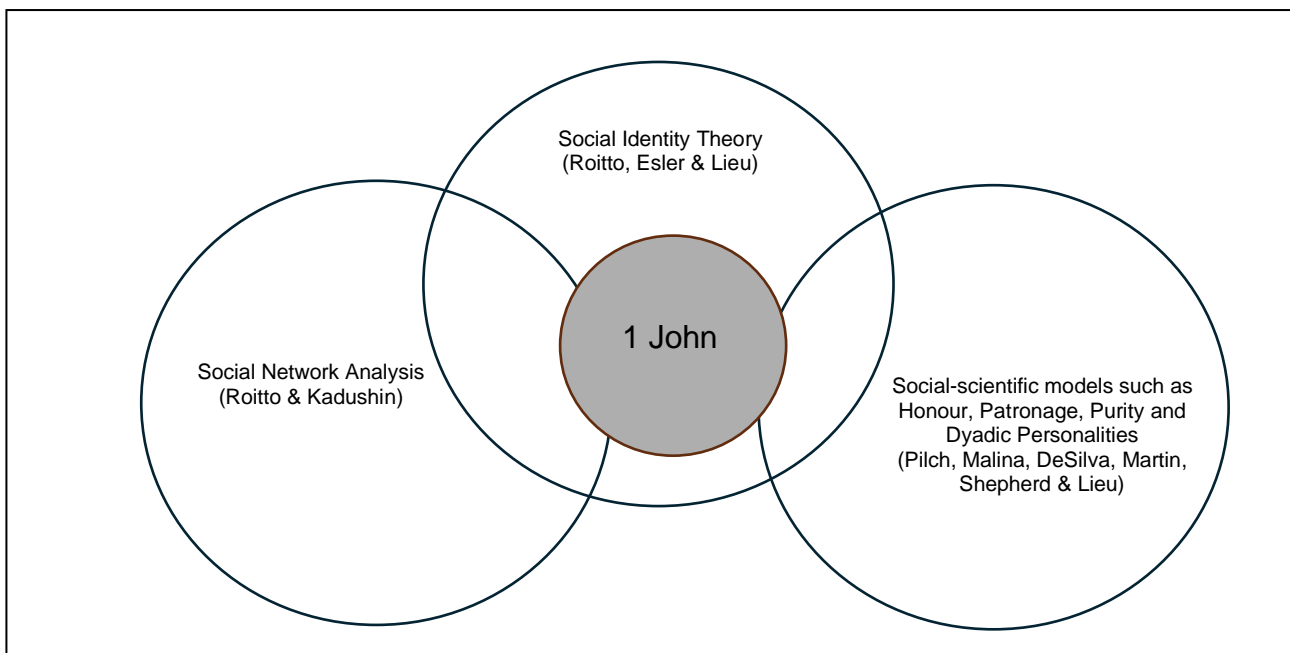 Social Identity Theory
(Roitto, Esler & Lieu)
1 John
Social Network Analysis
(Roitto & Kadushin)
Social-scientific models such as
Honour, Patronage, Purity and
Dyadic Personalities
(Pilch, Malina, DeSilva, Martin,
Shepherd & Lieu)